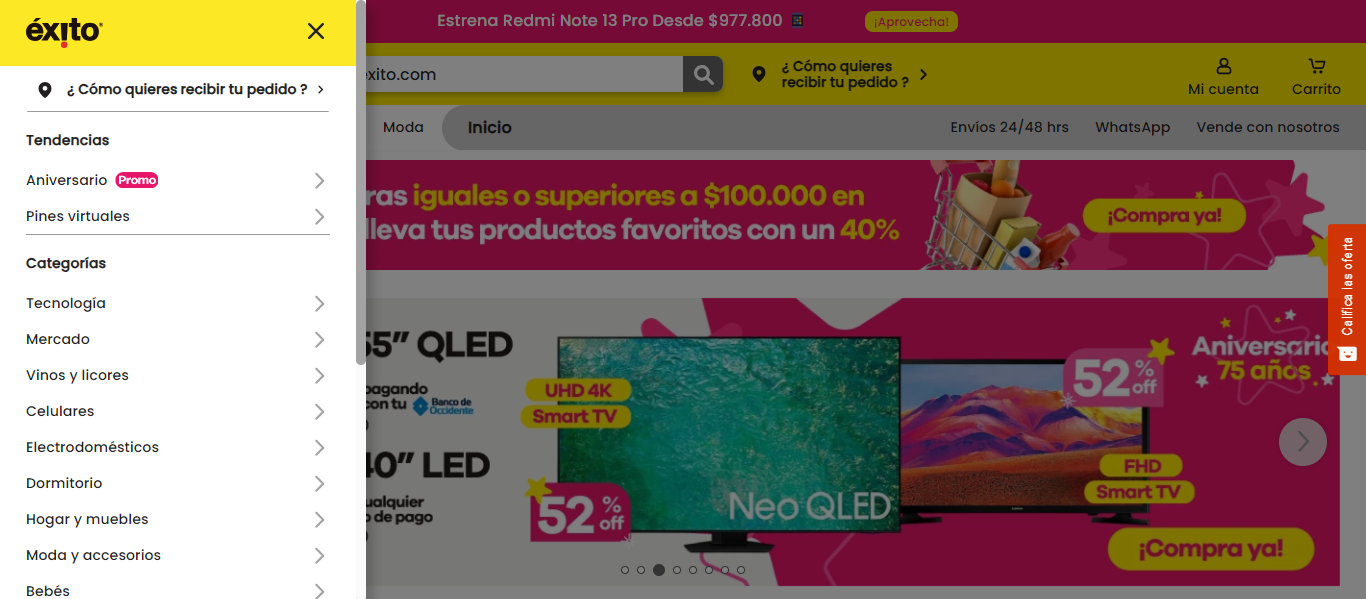 éxito
¿ Cómo quieres recibir tu pedido ?
Tendencias
Aniversario Promo
Pines virtuales
Categorías
Tecnología
Mercado
Vinos y licores
Celulares
Electrodomésticos
Dormitorio
Hogar y muebles
Moda y accesorios
Bebés
Estrena Redmi Note 13 Pro Desde $977.800
¡Aprovecha!
exito.com
¿ Cómo quieres
recibir tu pedido ?
Mi cuenta
Carrito
Moda
Inicio
Envíos 24/48 hrs
WhatsApp
Vende con nosotros
ras iguales o superiores a $100.000 en
lleva tus productos favoritos con un 40%
¡Compra ya!
Califica las oferta
55” QLED
pagando
con tu Banco de Occidente
40” LED
ualquier
o de pago
UHD 4K
Smart TV
52% off
Neo QLED
52% off
FHD
Smart TV
Aniversario
75 años
¡Compra ya!